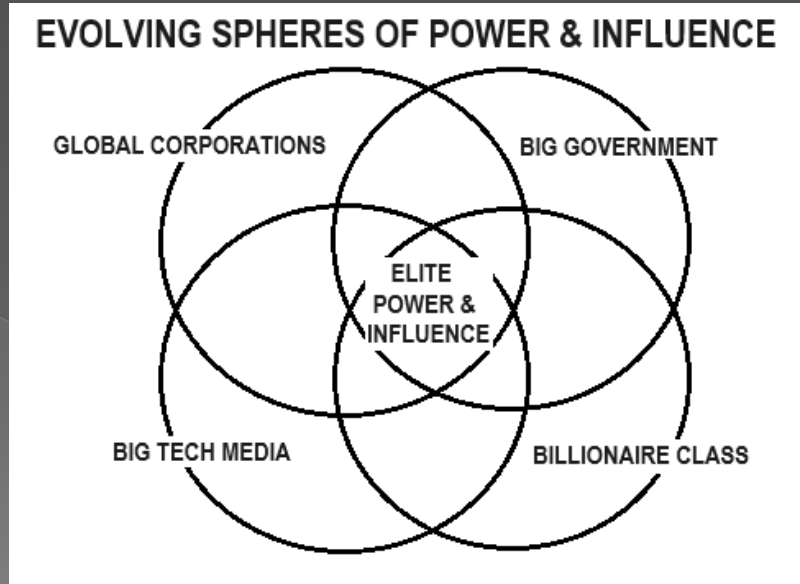 EVOLVING SPHERES OF POWER & INFLUENCE
GLOBAL CORPORATIONS
BIG GOVERNMENT
ELITE
POWER &
INFLUENCE
BIG TECH MEDIA
BILLIONAIRE CLASS